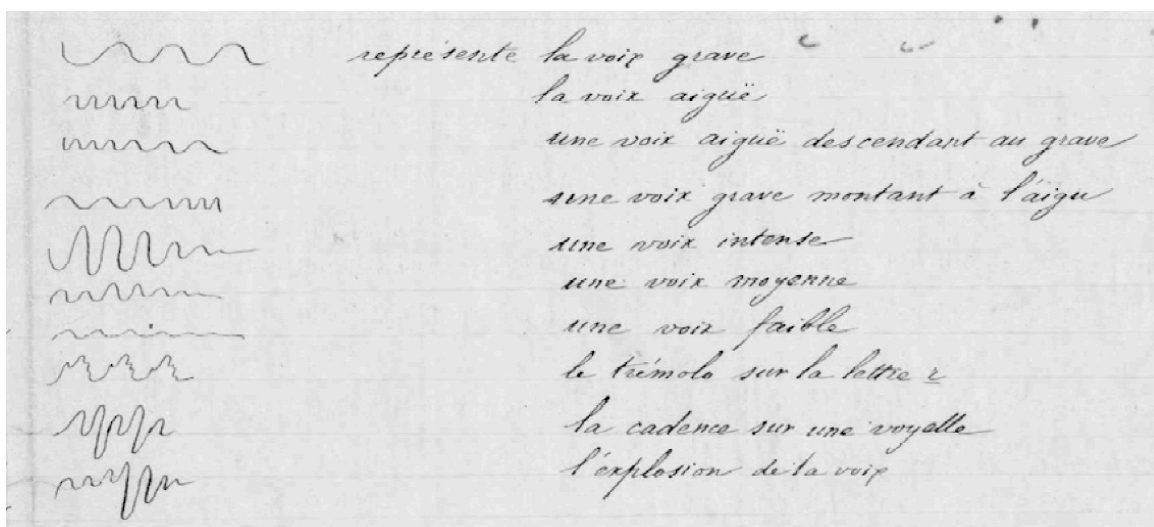 représente la voix grave
la voix aiguë
une voix aiguë descendant au grave
une voix grave montant à l'aigu
une voix intense
une voix moyenne
une voix faible
le trémolo sur la lettre r
la cadence sur une voyelle
l'explosion de la voix